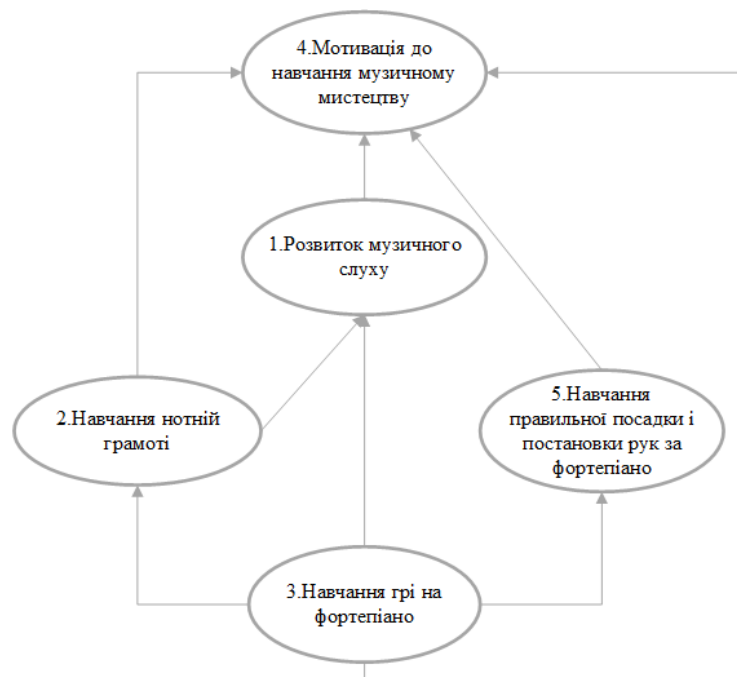 4.Мотивація до
навчання музичному
мистецтву
1.Розвиток музичного
слуху
2.Навчання нотній
грамоті
5.Навчання
правильної посадки і
постановки рук за
фортепіано
3.Навчання грі на
фортепіано